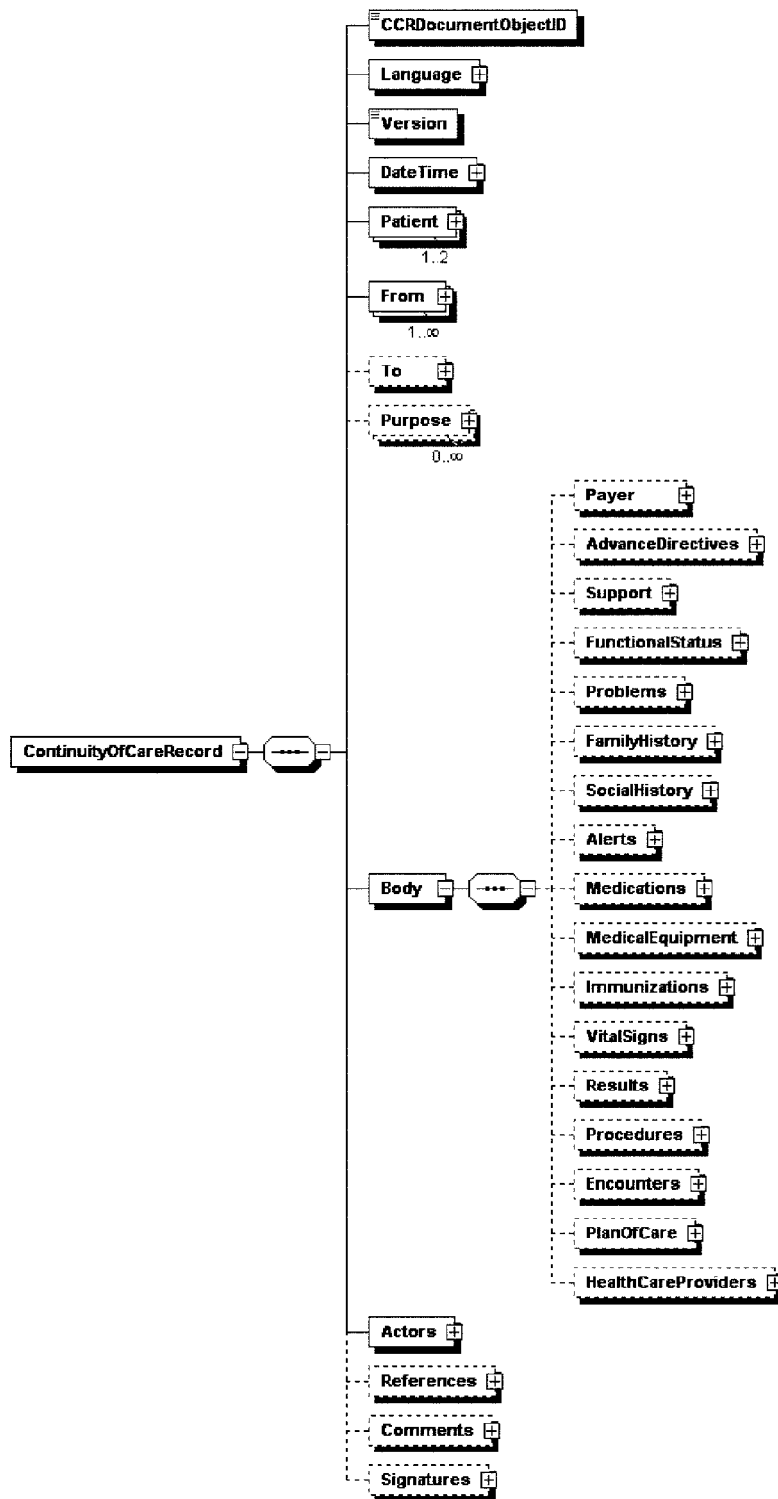 CCRDocumentObjectID
Language
Version
DateTime
Patient
1..2
From
1..∞
To
Purpose
0..∞
Payer
AdvanceDirectives
Support
FunctionalStatus
Problems
FamilyHistory
ContinuityOfCareRecord
SocialHistory
Alerts
Body
Medications
MedicalEquipment
Immunizations
VitalSigns
Results
Procedures
Encounters
PlanOfCare
HealthCareProviders
Actors
References
Comments
Signatures